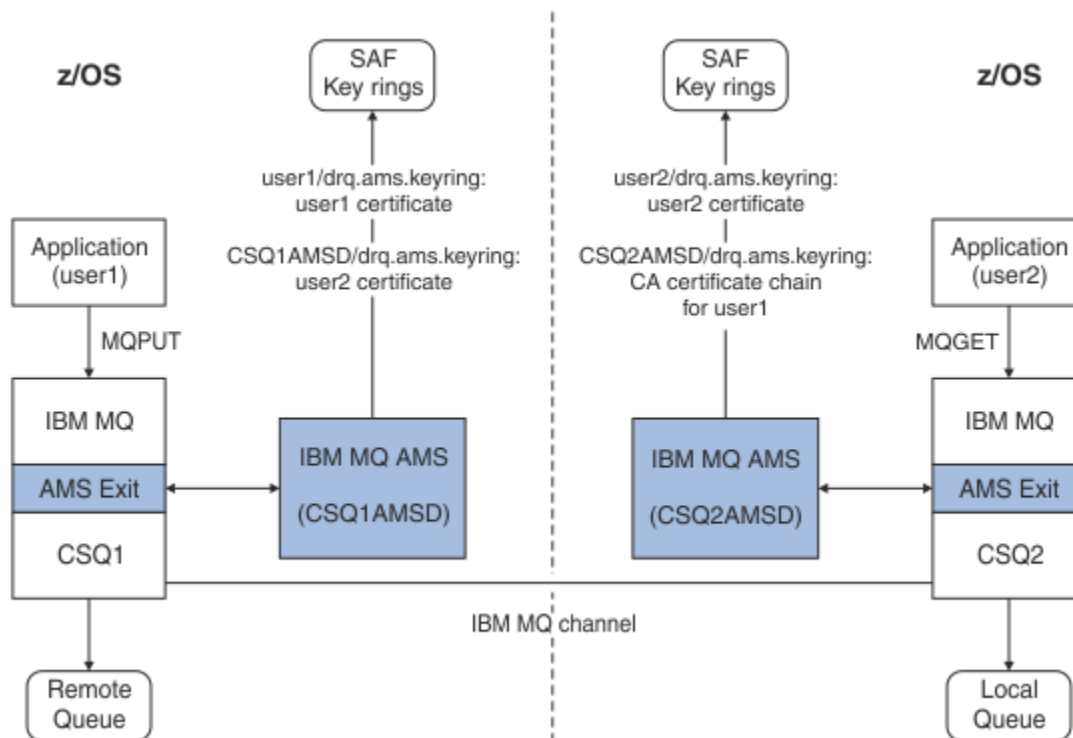 z/OS
SAF
Key rings
SAF
Key rings
z/OS
user1/drq.ams.keyring:
user1 certificate
user2/drq.ams.keyring:
user2 certificate
Application
(user1)
CSQ1AMSD/drq.ams.keyring:
user2 certificate
CSQ2AMSD/drq.ams.keyring:
CA certificate chain
for user1
Application
(user2)
MQPUT
MQGET
IBM MQ
AMS Exit
CSQ1
IBM MQ AMS
(CSQ1AMSD)
IBM MQ AMS
(CSQ2AMSD)
IBM MQ
AMS Exit
CSQ2
IBM MQ channel
Remote
Queue
Local
Queue